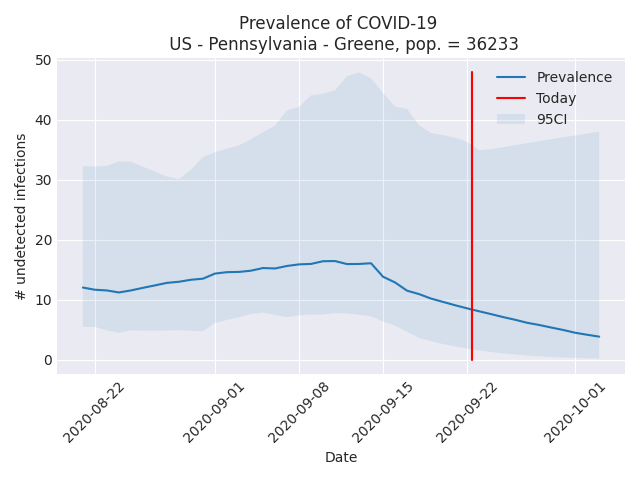 Prevalence of COVID-19
US - Pennsylvania - Greene, pop. = 36233
50
40
30
20
10
0
# undetected infections
Prevalence
Today
95CI
2020-08-22
2020-09-01
2020-09-08
2020-09-15
2020-09-22
2020-10-01
Date